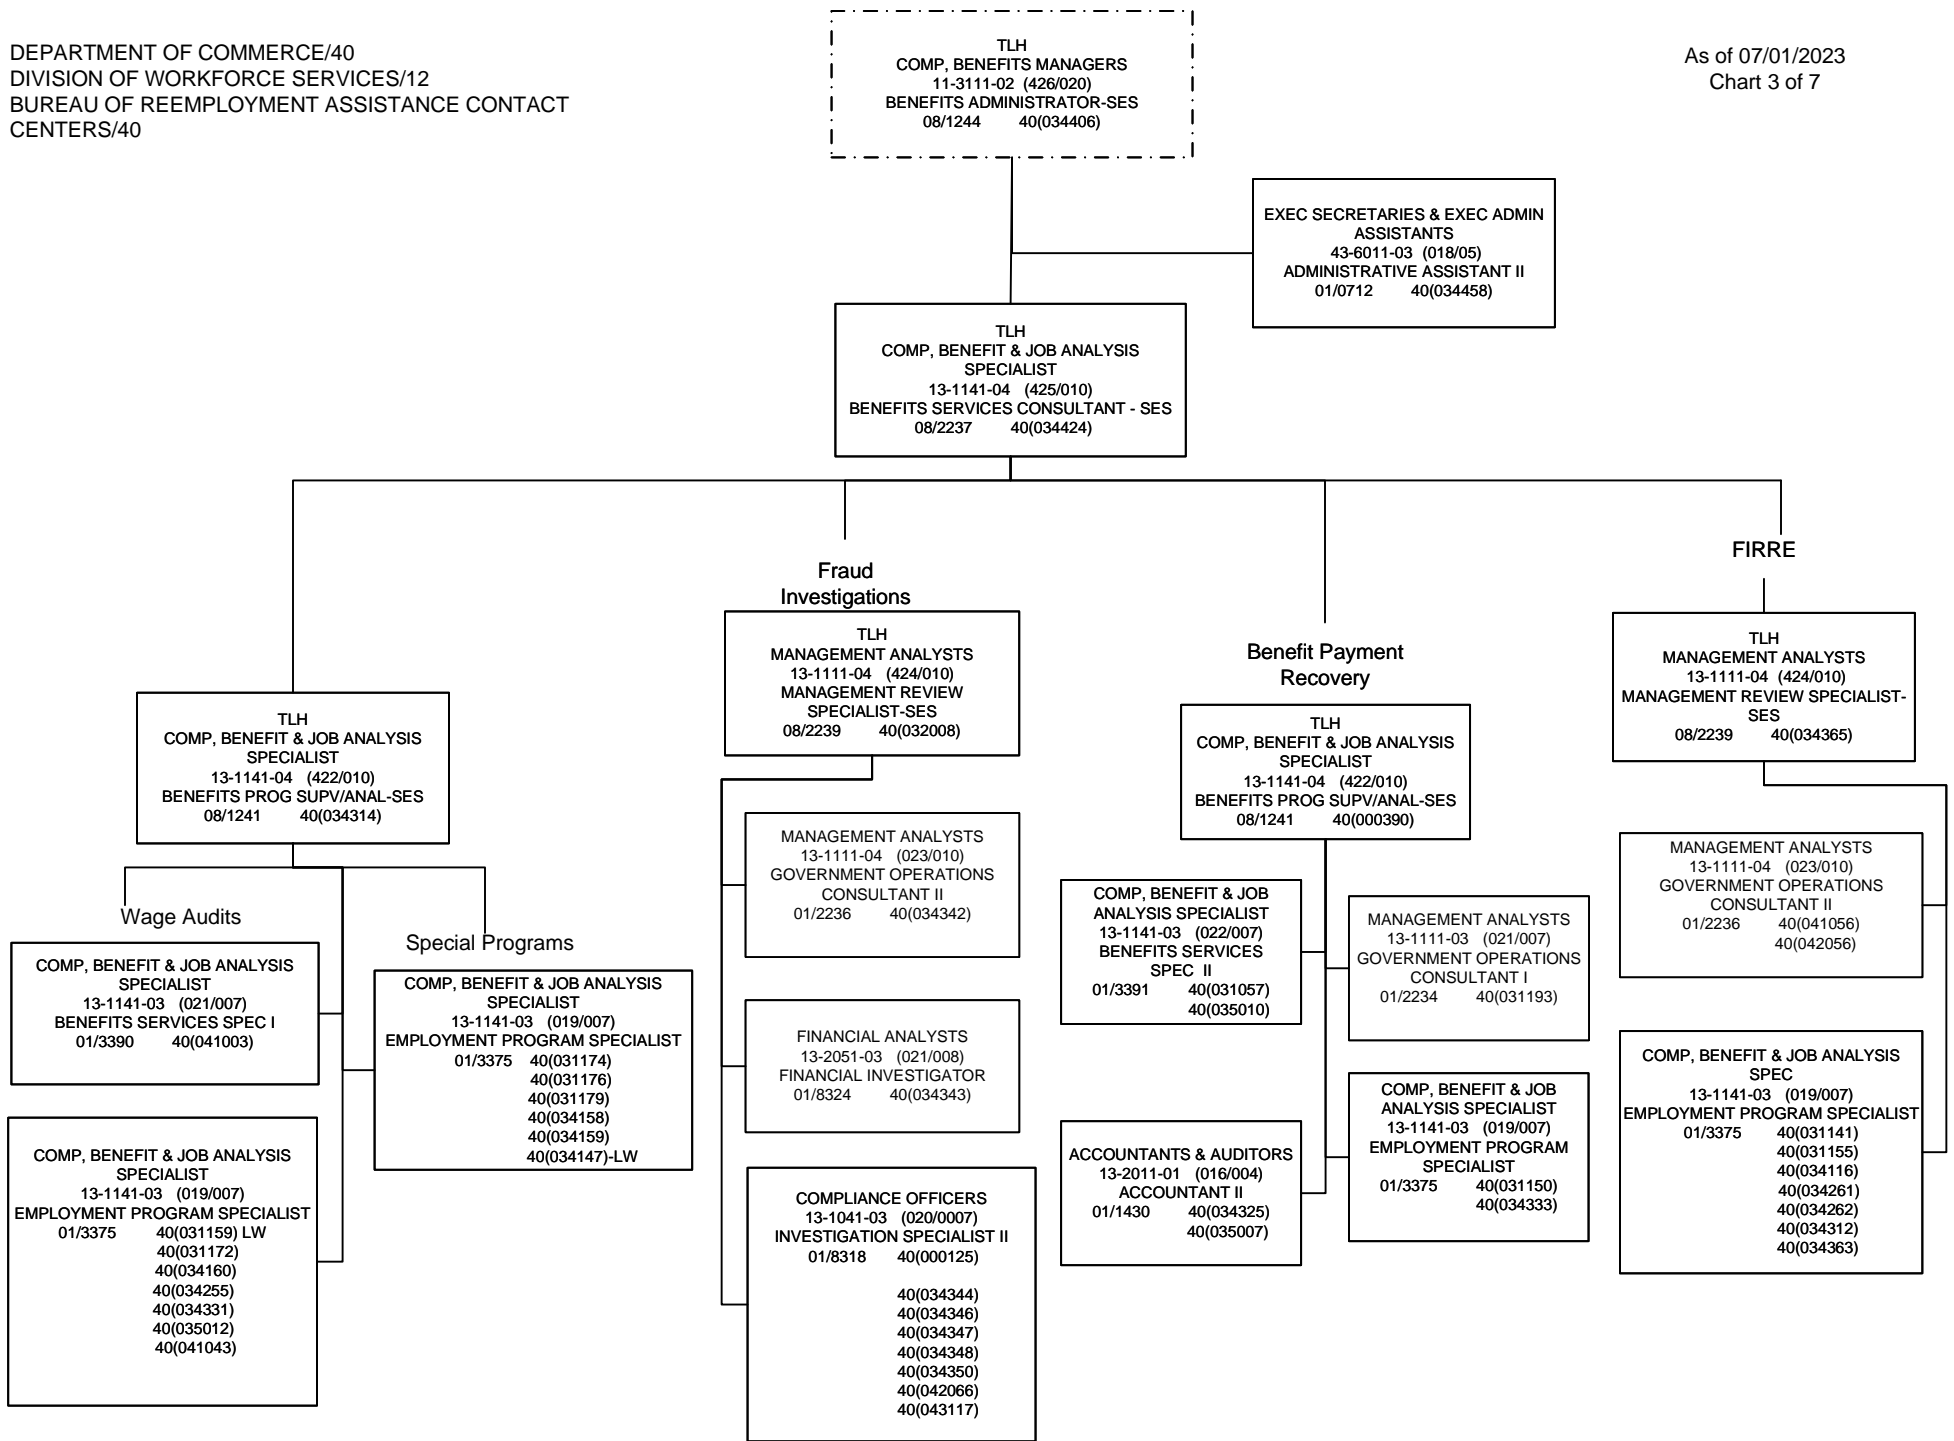 DEPARTMENT OF COMMERCE/40
DIVISION OF WORKFORCE SERVICES/12
BUREAU OF REEMPLOYMENT ASSISTANCE CONTACT
CENTERS/40
As of 07/01/2023
Chart 3 of 7
TLH
COMP, BENEFITS MANAGERS
11-3111-02 (426/020)
BENEFITS ADMINISTRATOR-SES
08/1244 40(034406)
EXEC SECRETARIES & EXEC ADMIN
ASSISTANTS
43-6011-03 (018/05)
ADMINISTRATIVE ASSISTANT II
01/0712 40(034458)
TLH
COMP, BENEFIT & JOB ANALYSIS
SPECIALIST
13-1141-04 (425/010)
BENEFITS SERVICES CONSULTANT - SES
08/2237 40(034424)
TLH
COMP, BENEFIT & JOB ANALYSIS
SPECIALIST
13-1141-04 (422/010)
BENEFITS PROG SUPV/ANAL-SES
08/1241 40(034314)
Wage Audits
COMP, BENEFIT & JOB ANALYSIS
SPECIALIST
13-1141-03 (021/007)
BENEFITS SERVICES SPEC I
01/3390 40(041003)
COMP, BENEFIT & JOB ANALYSIS
SPECIALIST
13-1141-03 (019/007)
EMPLOYMENT PROGRAM SPECIALIST
01/3375 40(031159) LW
40(031172)
40(034160)
40(034255)
40(034331)
40(035012)
40(041043)
Special Programs
COMP, BENEFIT & JOB ANALYSIS
SPECIALIST
13-1141-03 (019/007)
EMPLOYMENT PROGRAM SPECIALIST
01/3375 40(031174)
40(031176)
40(031179)
40(034158)
40(034159)
40(034147)-LW
Fraud
Investigations
TLH
MANAGEMENT ANALYSTS
13-1111-04 (424/010)
MANAGEMENT REVIEW
SPECIALIST-SES
08/2239 40(032008)
MANAGEMENT ANALYSTS
13-1111-04 (023/010)
GOVERNMENT OPERATIONS
CONSULTANT II
01/2236 40(034342)
FINANCIAL ANALYSTS
13-2051-03 (021/008)
FINANCIAL INVESTIGATOR
01/8324 40(034343)
COMPLIANCE OFFICERS
13-1041-03 (020/0007)
INVESTIGATION SPECIALIST II
01/8318 40(000125)
40(034344)
40(034346)
40(034347)
40(034348)
40(034350)
40(042066)
40(043117)
Benefit Payment
Recovery
TLH
COMP, BENEFIT & JOB ANALYSIS
SPECIALIST
13-1141-04 (422/010)
BENEFITS PROG SUPV/ANAL-SES
08/1241 40(000390)
COMP, BENEFIT & JOB
ANALYSIS SPECIALIST
13-1141-03 (022/007)
BENEFITS SERVICES
SPEC II
01/3391 40(031057)
40(035010)
MANAGEMENT ANALYSTS
13-1111-03 (021/007)
GOVERNMENT OPERATIONS
CONSULTANT I
01/2234 40(031193)
ACCOUNTANTS & AUDITORS
13-2011-01 (016/004)
ACCOUNTANT II
01/1430 40(034325)
40(035007)
COMP, BENEFIT & JOB
ANALYSIS SPECIALIST
13-1141-03 (019/007)
EMPLOYMENT PROGRAM
SPECIALIST
01/3375 40(031150)
40(034333)
FIRRE
TLH
MANAGEMENT ANALYSTS
13-1111-04 (424/010)
MANAGEMENT REVIEW SPECIALIST-
SES
08/2239 40(034365)
MANAGEMENT ANALYSTS
13-1111-04 (023/010)
GOVERNMENT OPERATIONS
CONSULTANT II
01/2236 40(041056)
40(042056)
COMP, BENEFIT & JOB ANALYSIS
SPEC
13-1141-03 (019/007)
EMPLOYMENT PROGRAM SPECIALIST
01/3375 40(031141)
40(031155)
40(034116)
40(034261)
40(034262)
40(034312)
40(034363)